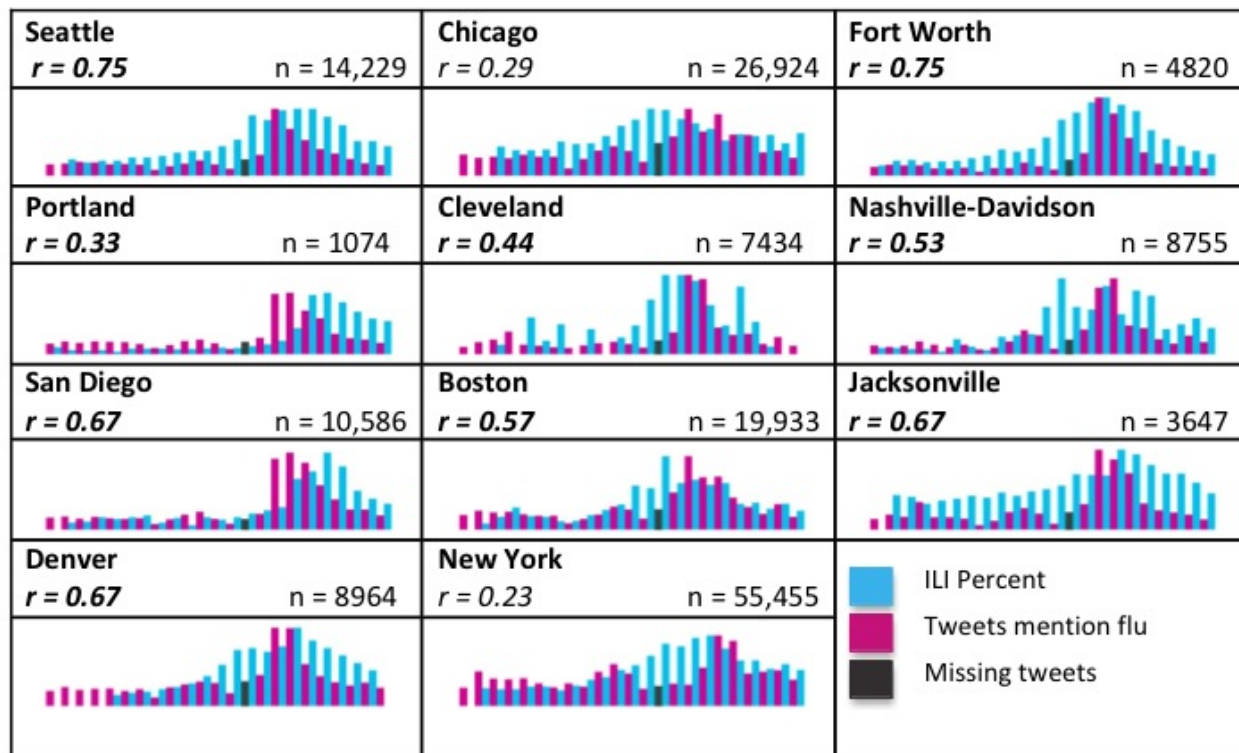 Seattle
r = 0.75 n = 14,229
Chicago
r = 0.29 n = 26,924
Fort Worth
r = 0.75 n = 4820
Portland
r = 0.33 n = 1074
Cleveland
r = 0.44 n = 7434
Nashville-Davidson
r = 0.53 n = 8755
San Diego
r = 0.67 n = 10,586
Boston
r = 0.57 n = 19,933
Jacksonville
r = 0.67 n = 3647
Denver
r = 0.67 n = 8964
New York
r = 0.23 n = 55,455
ILI Percent
Tweets mention flu
Missing tweets